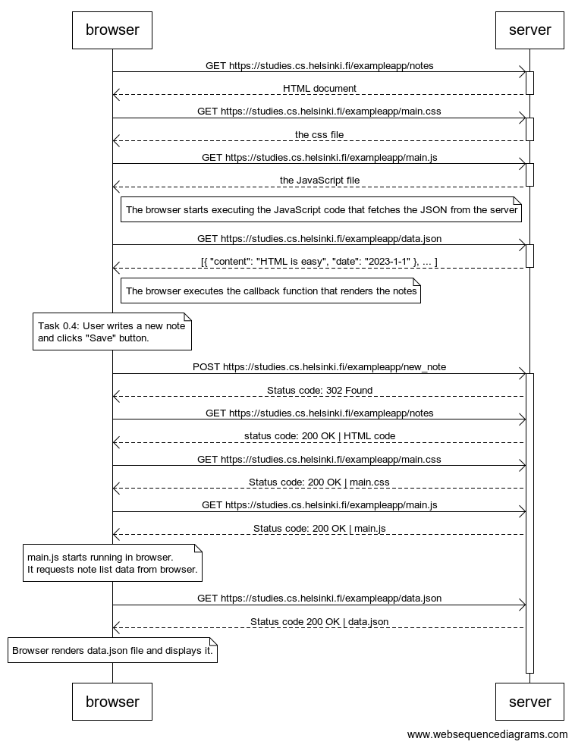 browser
server
GET https://studies.cs.helsinki.fi/exampleapp/notes
HTML document
GET https://studies.cs.helsinki.fi/exampleapp/main.css
the css file
GET https://studies.cs.helsinki.fi/exampleapp/main.js
the JavaScript file
The browser starts executing the JavaScript code that fetches the JSON from the server
GET https://studies.cs.helsinki.fi/exampleapp/data.json
[{ "content": "HTML is easy", "date": "2023-1-1" }, ... ]
The browser executes the callback function that renders the notes
Task 0.4: User writes a new note
and clicks "Save" button.
POST https://studies.cs.helsinki.fi/exampleapp/new_note
Status code: 302 Found
GET https://studies.cs.helsinki.fi/exampleapp/notes
status code: 200 OK | HTML code
GET https://studies.cs.helsinki.fi/exampleapp/main.css
Status code: 200 OK | main.css
GET https://studies.cs.helsinki.fi/exampleapp/main.js
Status code: 200 OK | main.js
main.js starts running in browser.
It requests note list data from browser.
GET https://studies.cs.helsinki.fi/exampleapp/data.json
Status code 200 OK | data.json
Browser renders data.json file and displays it.
browser
server
www.websequencediagrams.com